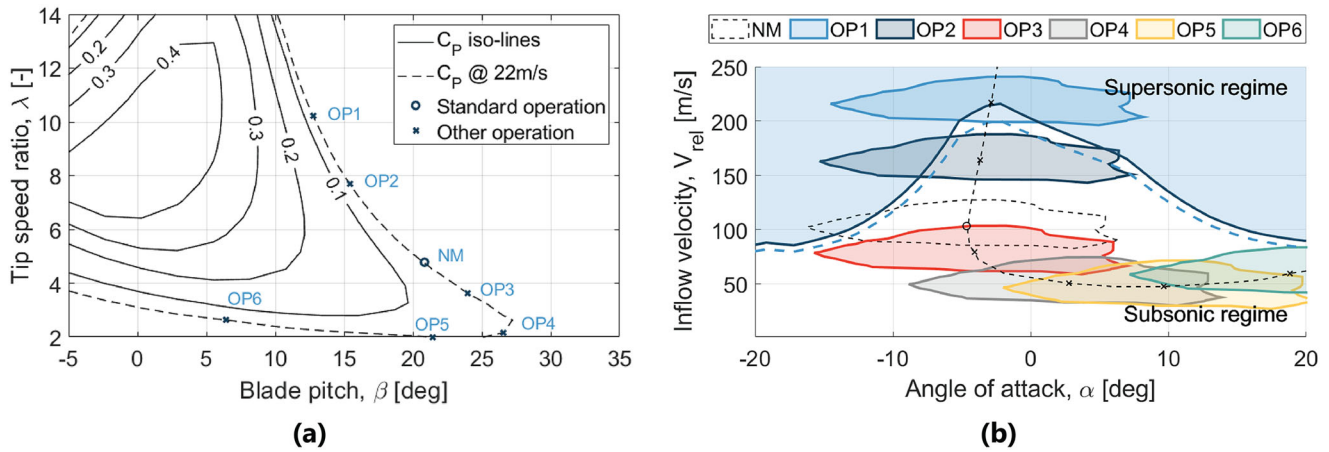 14
12
10
8
6
4
2
-5
0
5
10
15
20
25
30
35
Tip speed ratio, λ [-]
Blade pitch, β [deg]
0.2
0.3
0.4
0.3
0.2
0.1
C_P iso-lines
C_P @ 22m/s
Standard operation
Other operation
OP1
OP2
NM
OP3
OP4
OP5
OP6
(a)
NM OP1 OP2 OP3 OP4 OP5 OP6
250
200
150
100
50
0
-20
-10
0
10
20
Inflow velocity, V_rel [m/s]
Angle of attack, α [deg]
Supersonic regime
Subsonic regime
(b)